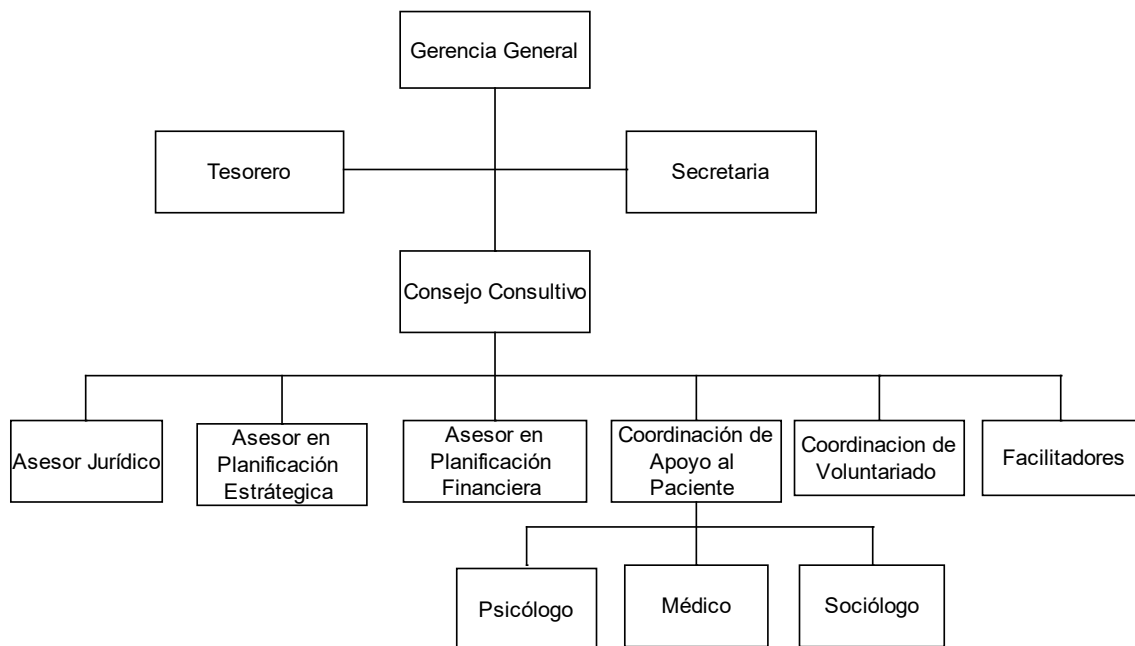 Gerencia General
Tesorero
Secretaria
Consejo Consultivo
Asesor Jurídico
Asesor en
Planificación
Estrátegica
Asesor en
Planificación
Financiera
Coordinación de
Apoyo al
Paciente
Coordinacion de
Voluntariado
Facilitadores
Psicólogo
Médico
Sociólogo